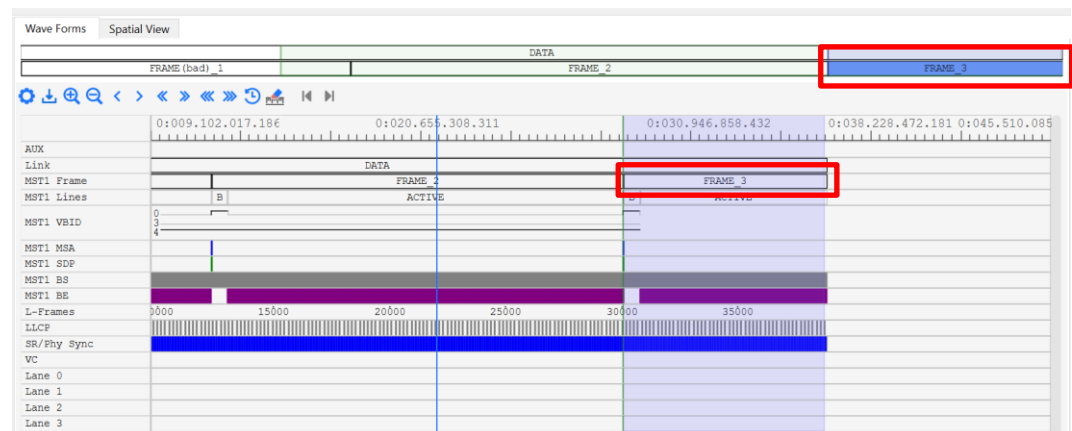 Wave Forms Spatial View
DATA
FRAME(bad)_1 FRAME_2 FRAME_3
0:009.102.017.186 0:020.655.308.311 0:030.946.858.432 0:038.228.472.181 0:045.510.085
AUX
Link DATA
MST1 Frame FRAME_2 FRAME_3
MST1 Lines B ACTIVE B ACTIVE
MST1 VBID 0 3 4
MST1 MSA
MST1 SDP
MST1 BS
MST1 BE
L-Frames 0000 15000 20000 25000 30000 35000
LLCP
SR/Phy Sync
VC
Lane 0
Lane 1
Lane 2
Lane 3